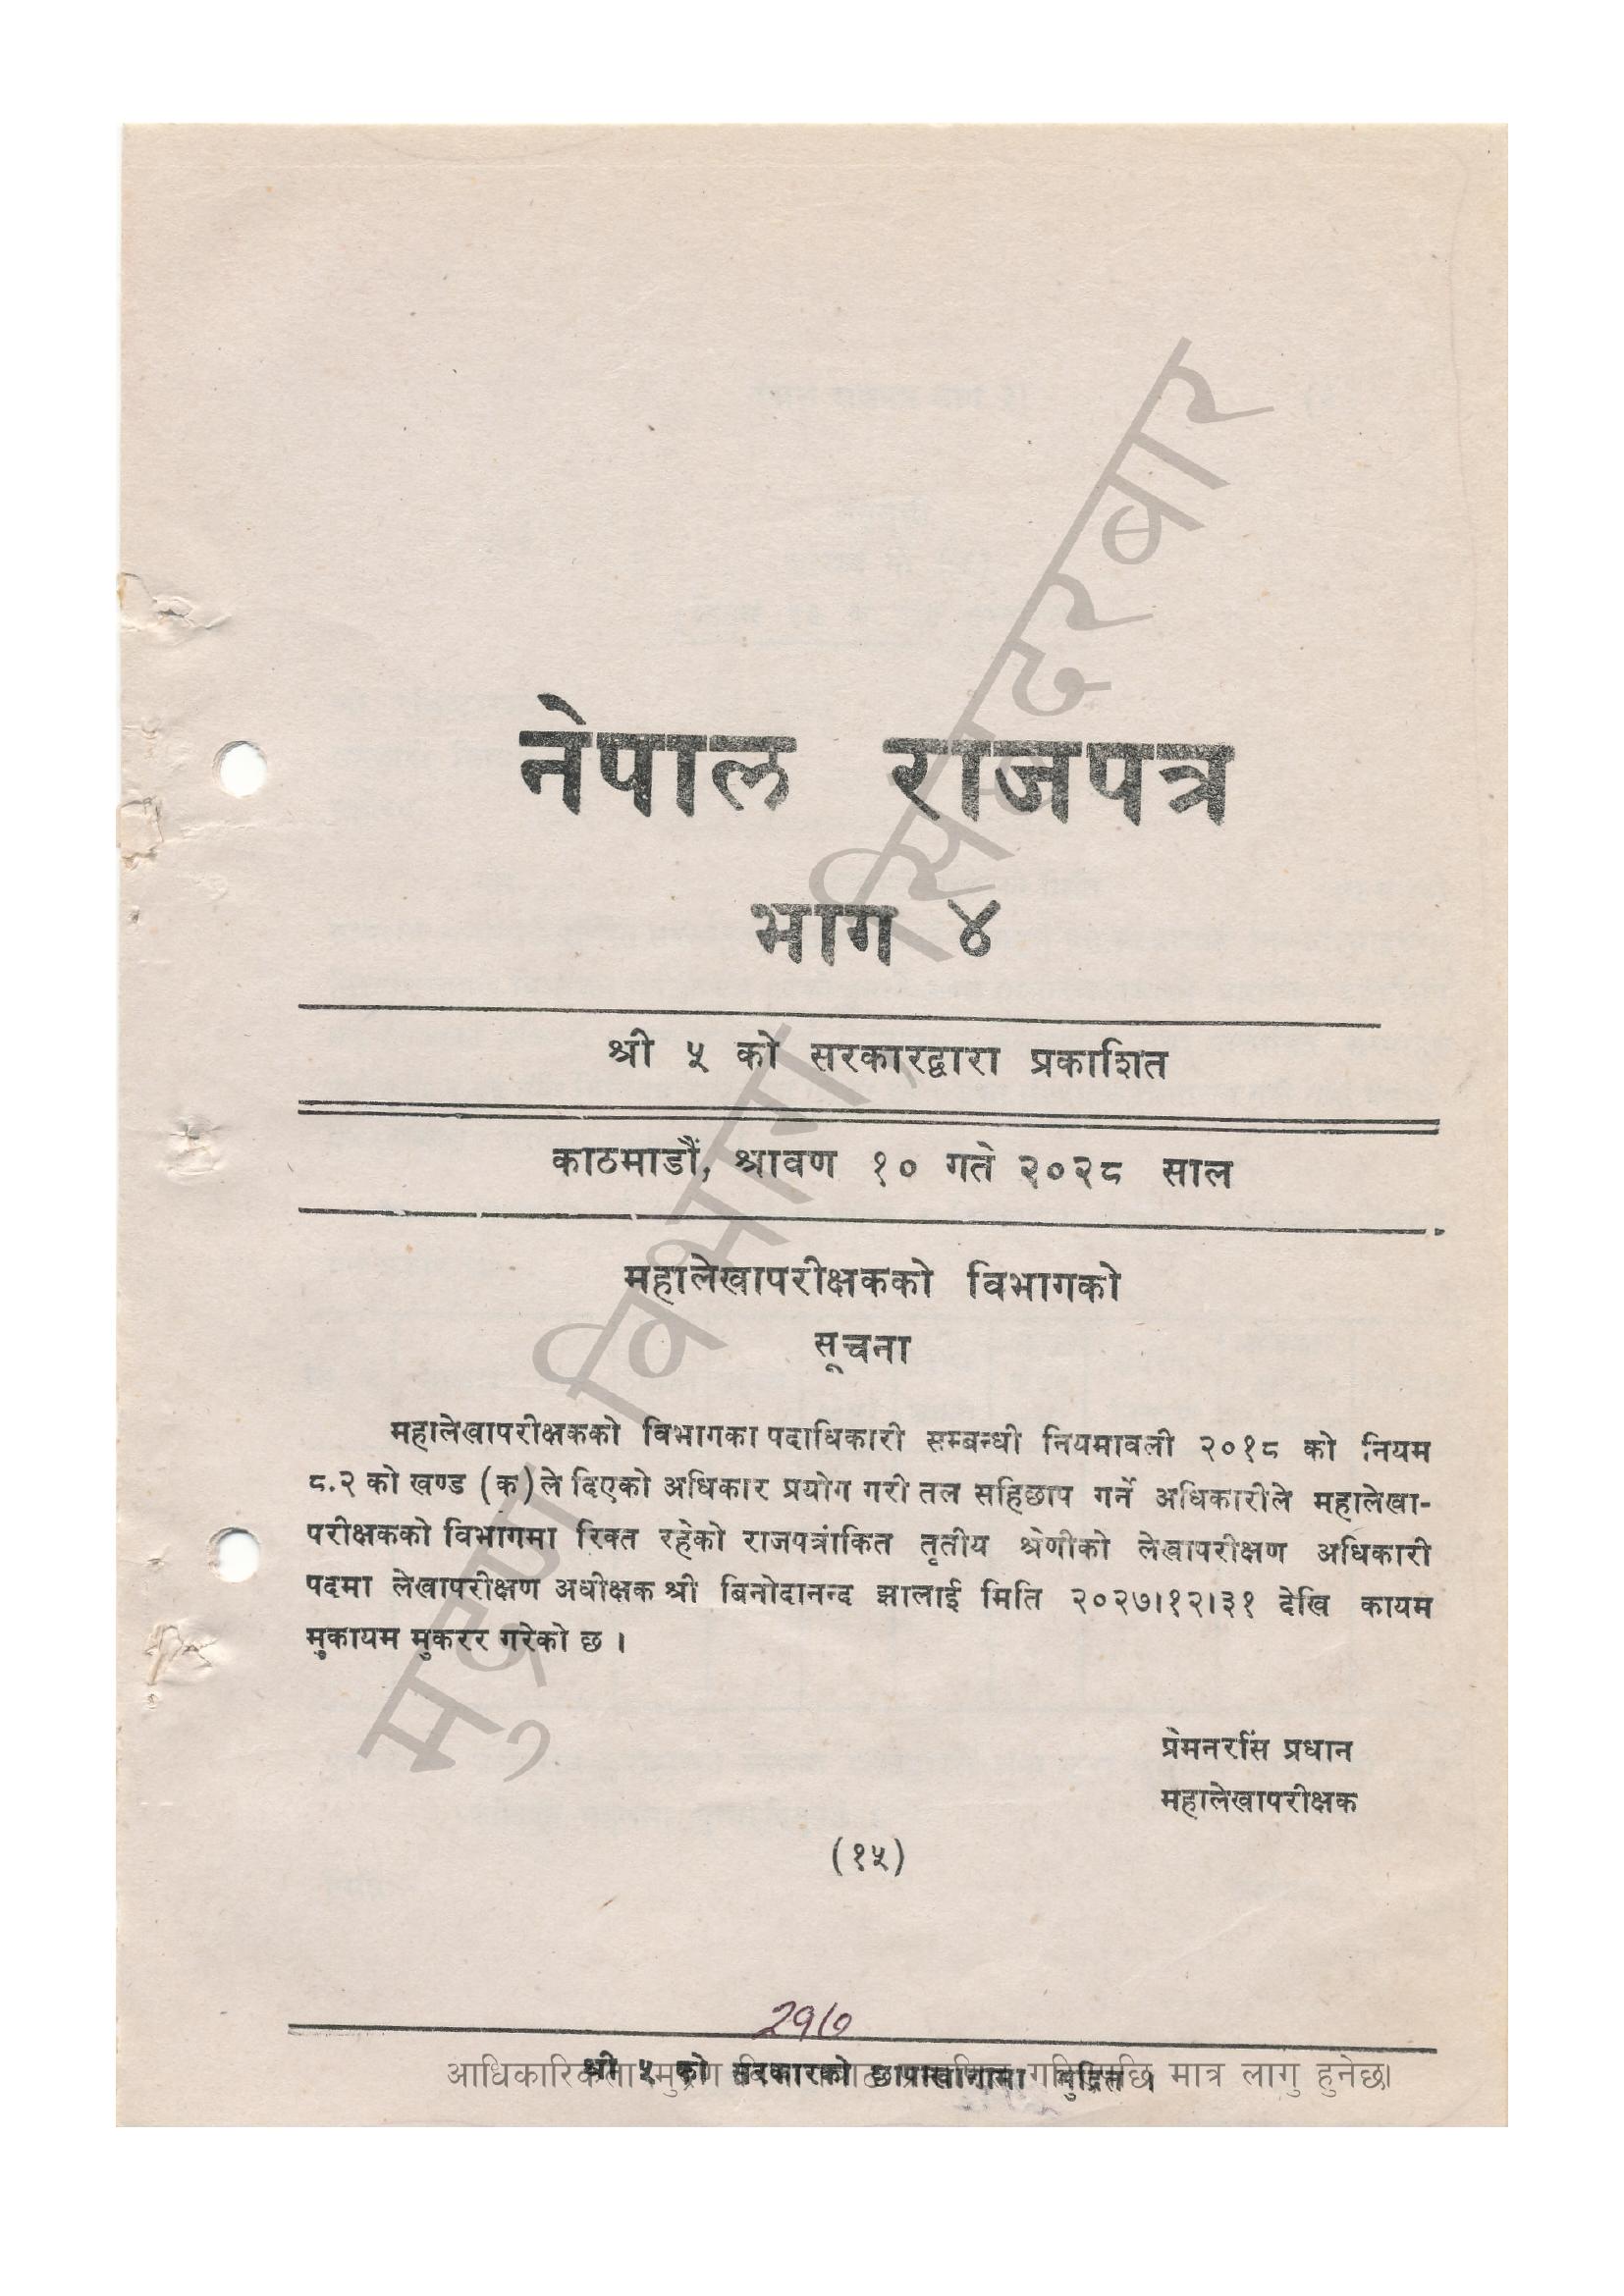 नेपाल राजपत्र
भाग ४
श्री ५ को सरकारद्वारा प्रकाशित
काठमाडौं, श्रावण १० गते २०२८ साल
महालेखापरीक्षकको विभागको
सूचना
महालेखापरीक्षकको विभागका पदाधिकारी सम्बन्धी नियमावली २०१८ को नियम
८.२ को खण्ड (क) ले दिएको अधिकार प्रयोग गरी तल सहिछाप गर्ने अधिकारीले महालेखा-
परीक्षकको विभागमा रिक्त रहेको राजपत्रांकित तृतीय श्रेणीको लेखापरीक्षण अधिकारी
पदमा लेखापरीक्षण अधीक्षक श्री बिनोदानन्द झालाई मिति २०२७।१२।३१ देखि कायम
मुकायम मुकरर गरेको छ ।
प्रेमनरसिं प्रधान
महालेखापरीक्षक
(१५)
श्री ५ को सरकारको छापाखानामा मुद्रित ।
मात्र लागु हुनेछ।
मुद्रण विभाग, सिंहदरबार